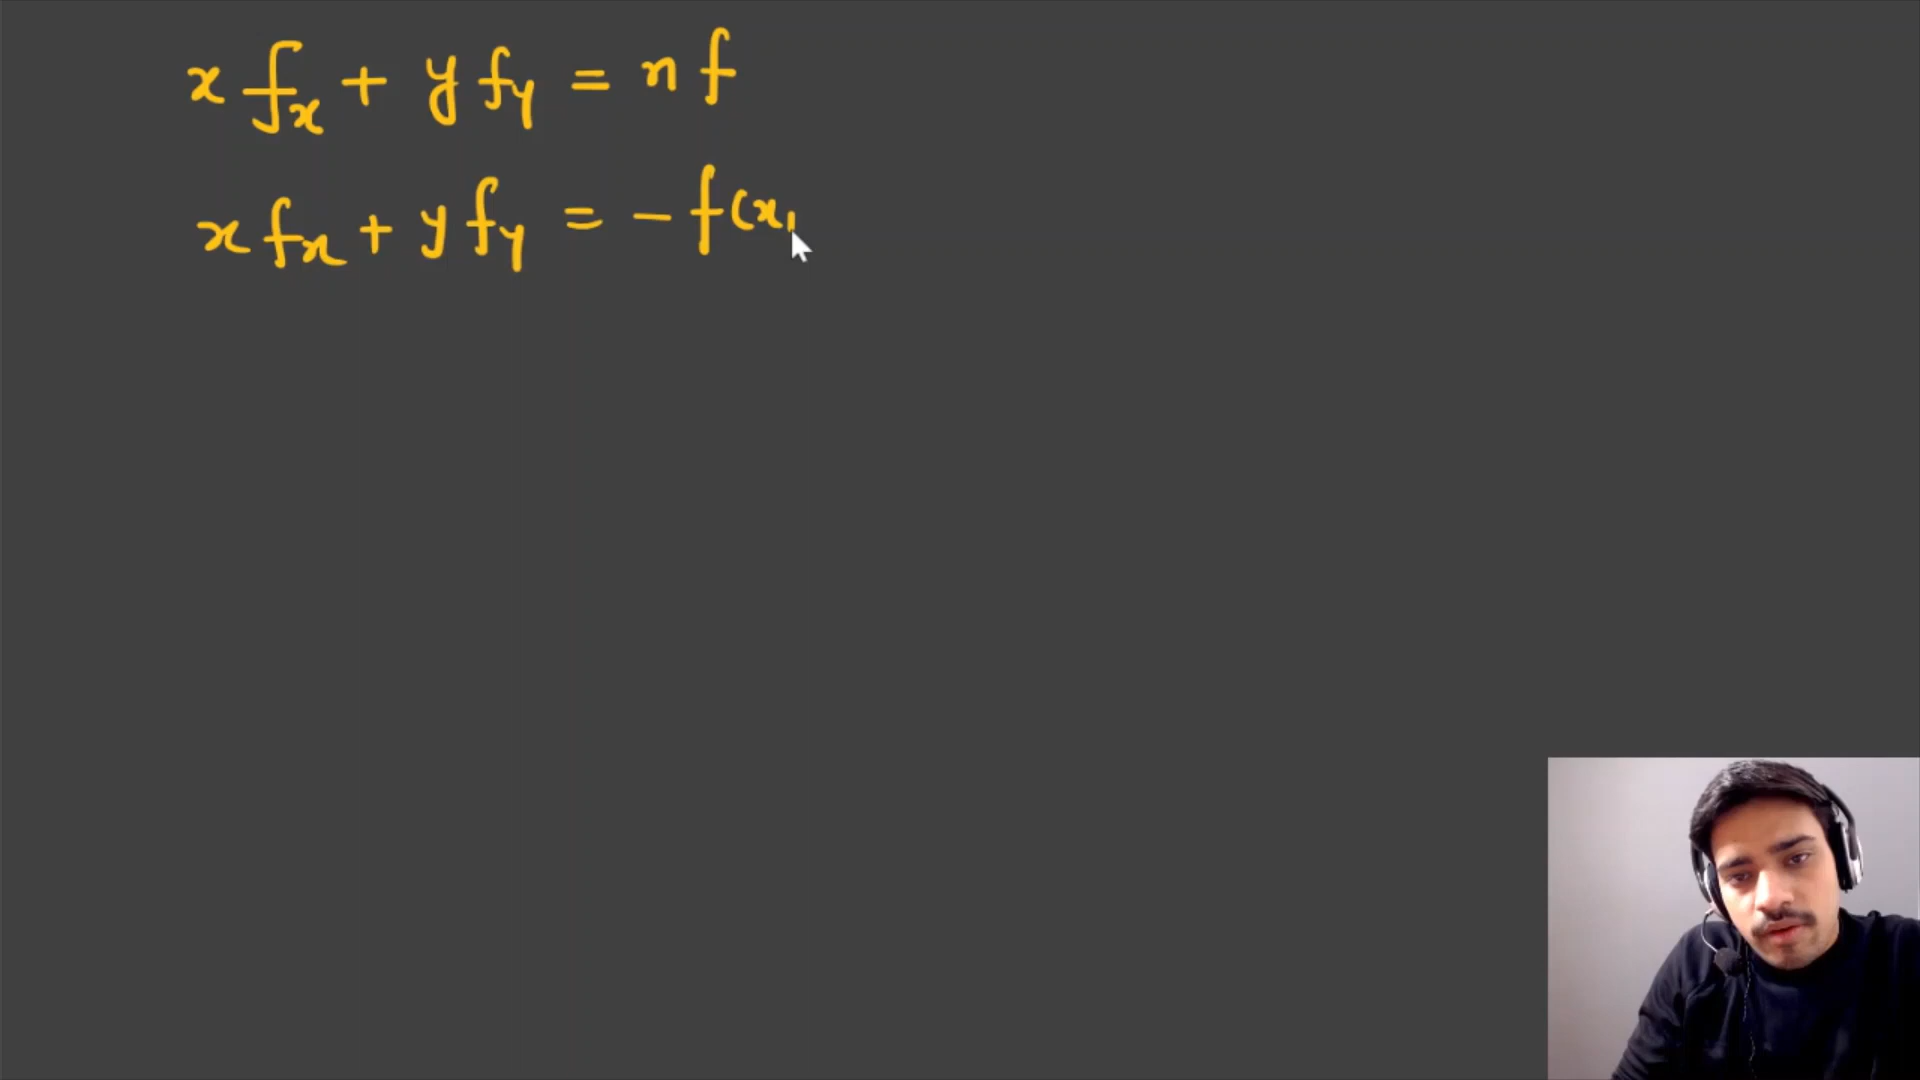 x fx + y fy = n f
x fx + y fy = - f(x,